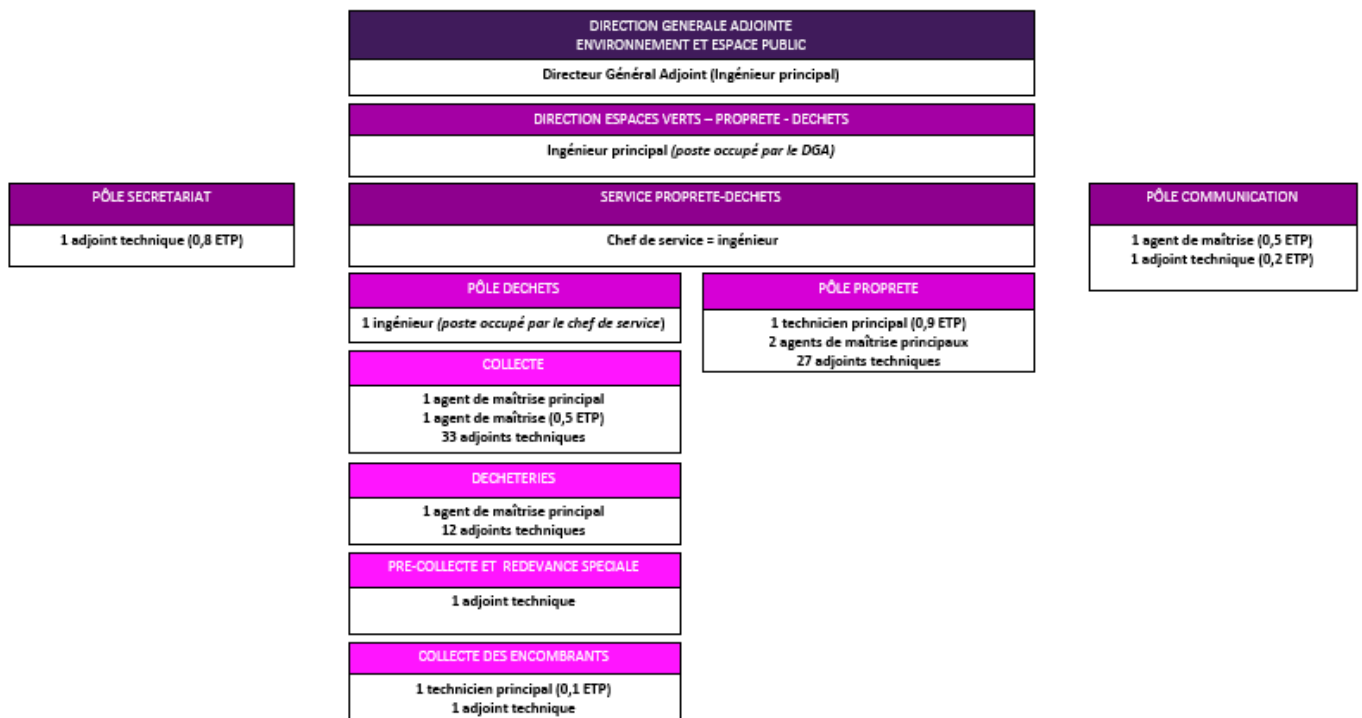 DIRECTION GENERALE ADJOINTE
ENVIRONNEMENT ET ESPACE PUBLIC
Directeur Général Adjoint (Ingénieur principal)
DIRECTION ESPACES VERTS – PROPRETE - DECHETS
Ingénieur principal (poste occupé par le DGA)
PÔLE SECRETARIAT
1 adjoint technique (0,8 ETP)
SERVICE PROPRETE-DECHETS
Chef de service = ingénieur
PÔLE COMMUNICATION
1 agent de maîtrise (0,5 ETP)
1 adjoint technique (0,2 ETP)
PÔLE DECHETS
1 ingénieur (poste occupé par le chef de service)
PÔLE PROPRETE
1 technicien principal (0,9 ETP)
2 agents de maîtrise principaux
27 adjoints techniques
COLLECTE
1 agent de maîtrise principal
1 agent de maîtrise (0,5 ETP)
33 adjoints techniques
DECHETERIES
1 agent de maîtrise principal
12 adjoints techniques
PRE-COLLECTE ET REDEVANCE SPECIALE
1 adjoint technique
COLLECTE DES ENCOMBRANTS
1 technicien principal (0,1 ETP)
1 adjoint technique